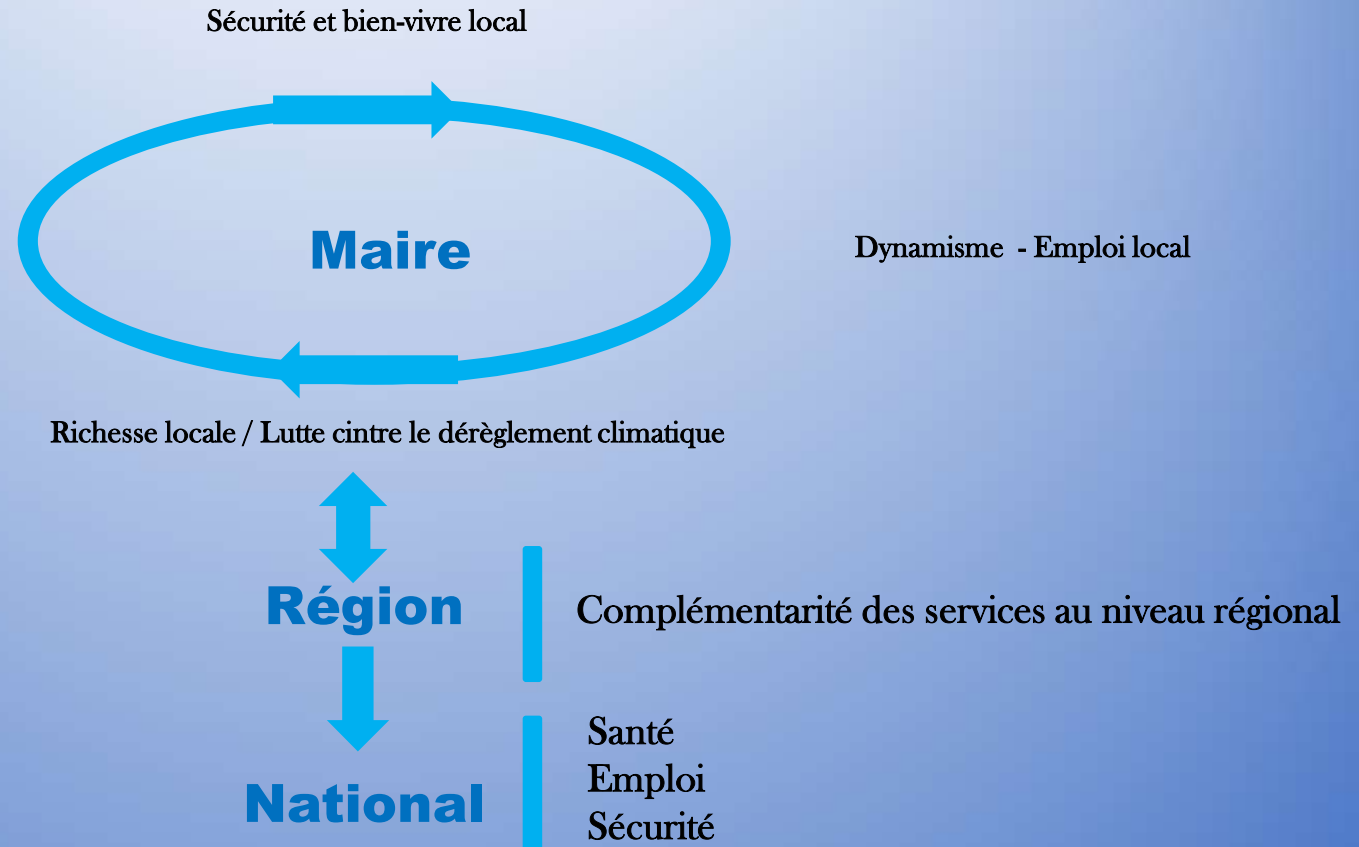 Sécurité et bien-vivre local
Maire
Dynamisme - Emploi local
Richesse locale / Lutte cintre le dérèglement climatique
Région
Complémentarité des services au niveau régional
National
Santé
Emploi
Sécurité